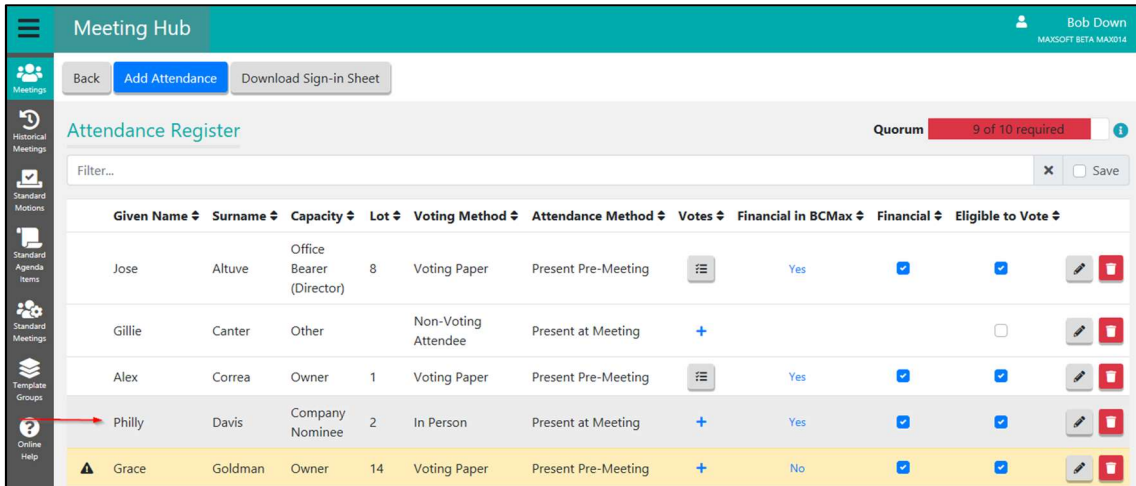 Meeting Hub
Bob Down
MAXSOFT BETA MAX014
Meetings
Historical
Meetings
Standard
Motions
Standard
Agenda
Items
Standard
Meetings
Template
Groups
Online
Help
Back Add Attendance Download Sign-in Sheet
Attendance Register
Quorum 9 of 10 required
Filter...
Save
Given Name Surname Capacity Lot Voting Method Attendance Method Votes Financial in BCMax Financial Eligible to Vote
Jose Altuve Office Bearer (Director) 8 Voting Paper Present Pre-Meeting Yes
Gillie Canter Other Non-Voting Attendee Present at Meeting
Alex Correa Owner 1 Voting Paper Present Pre-Meeting Yes
Philly Davis Company Nominee 2 In Person Present at Meeting Yes
Grace Goldman Owner 14 Voting Paper Present Pre-Meeting No